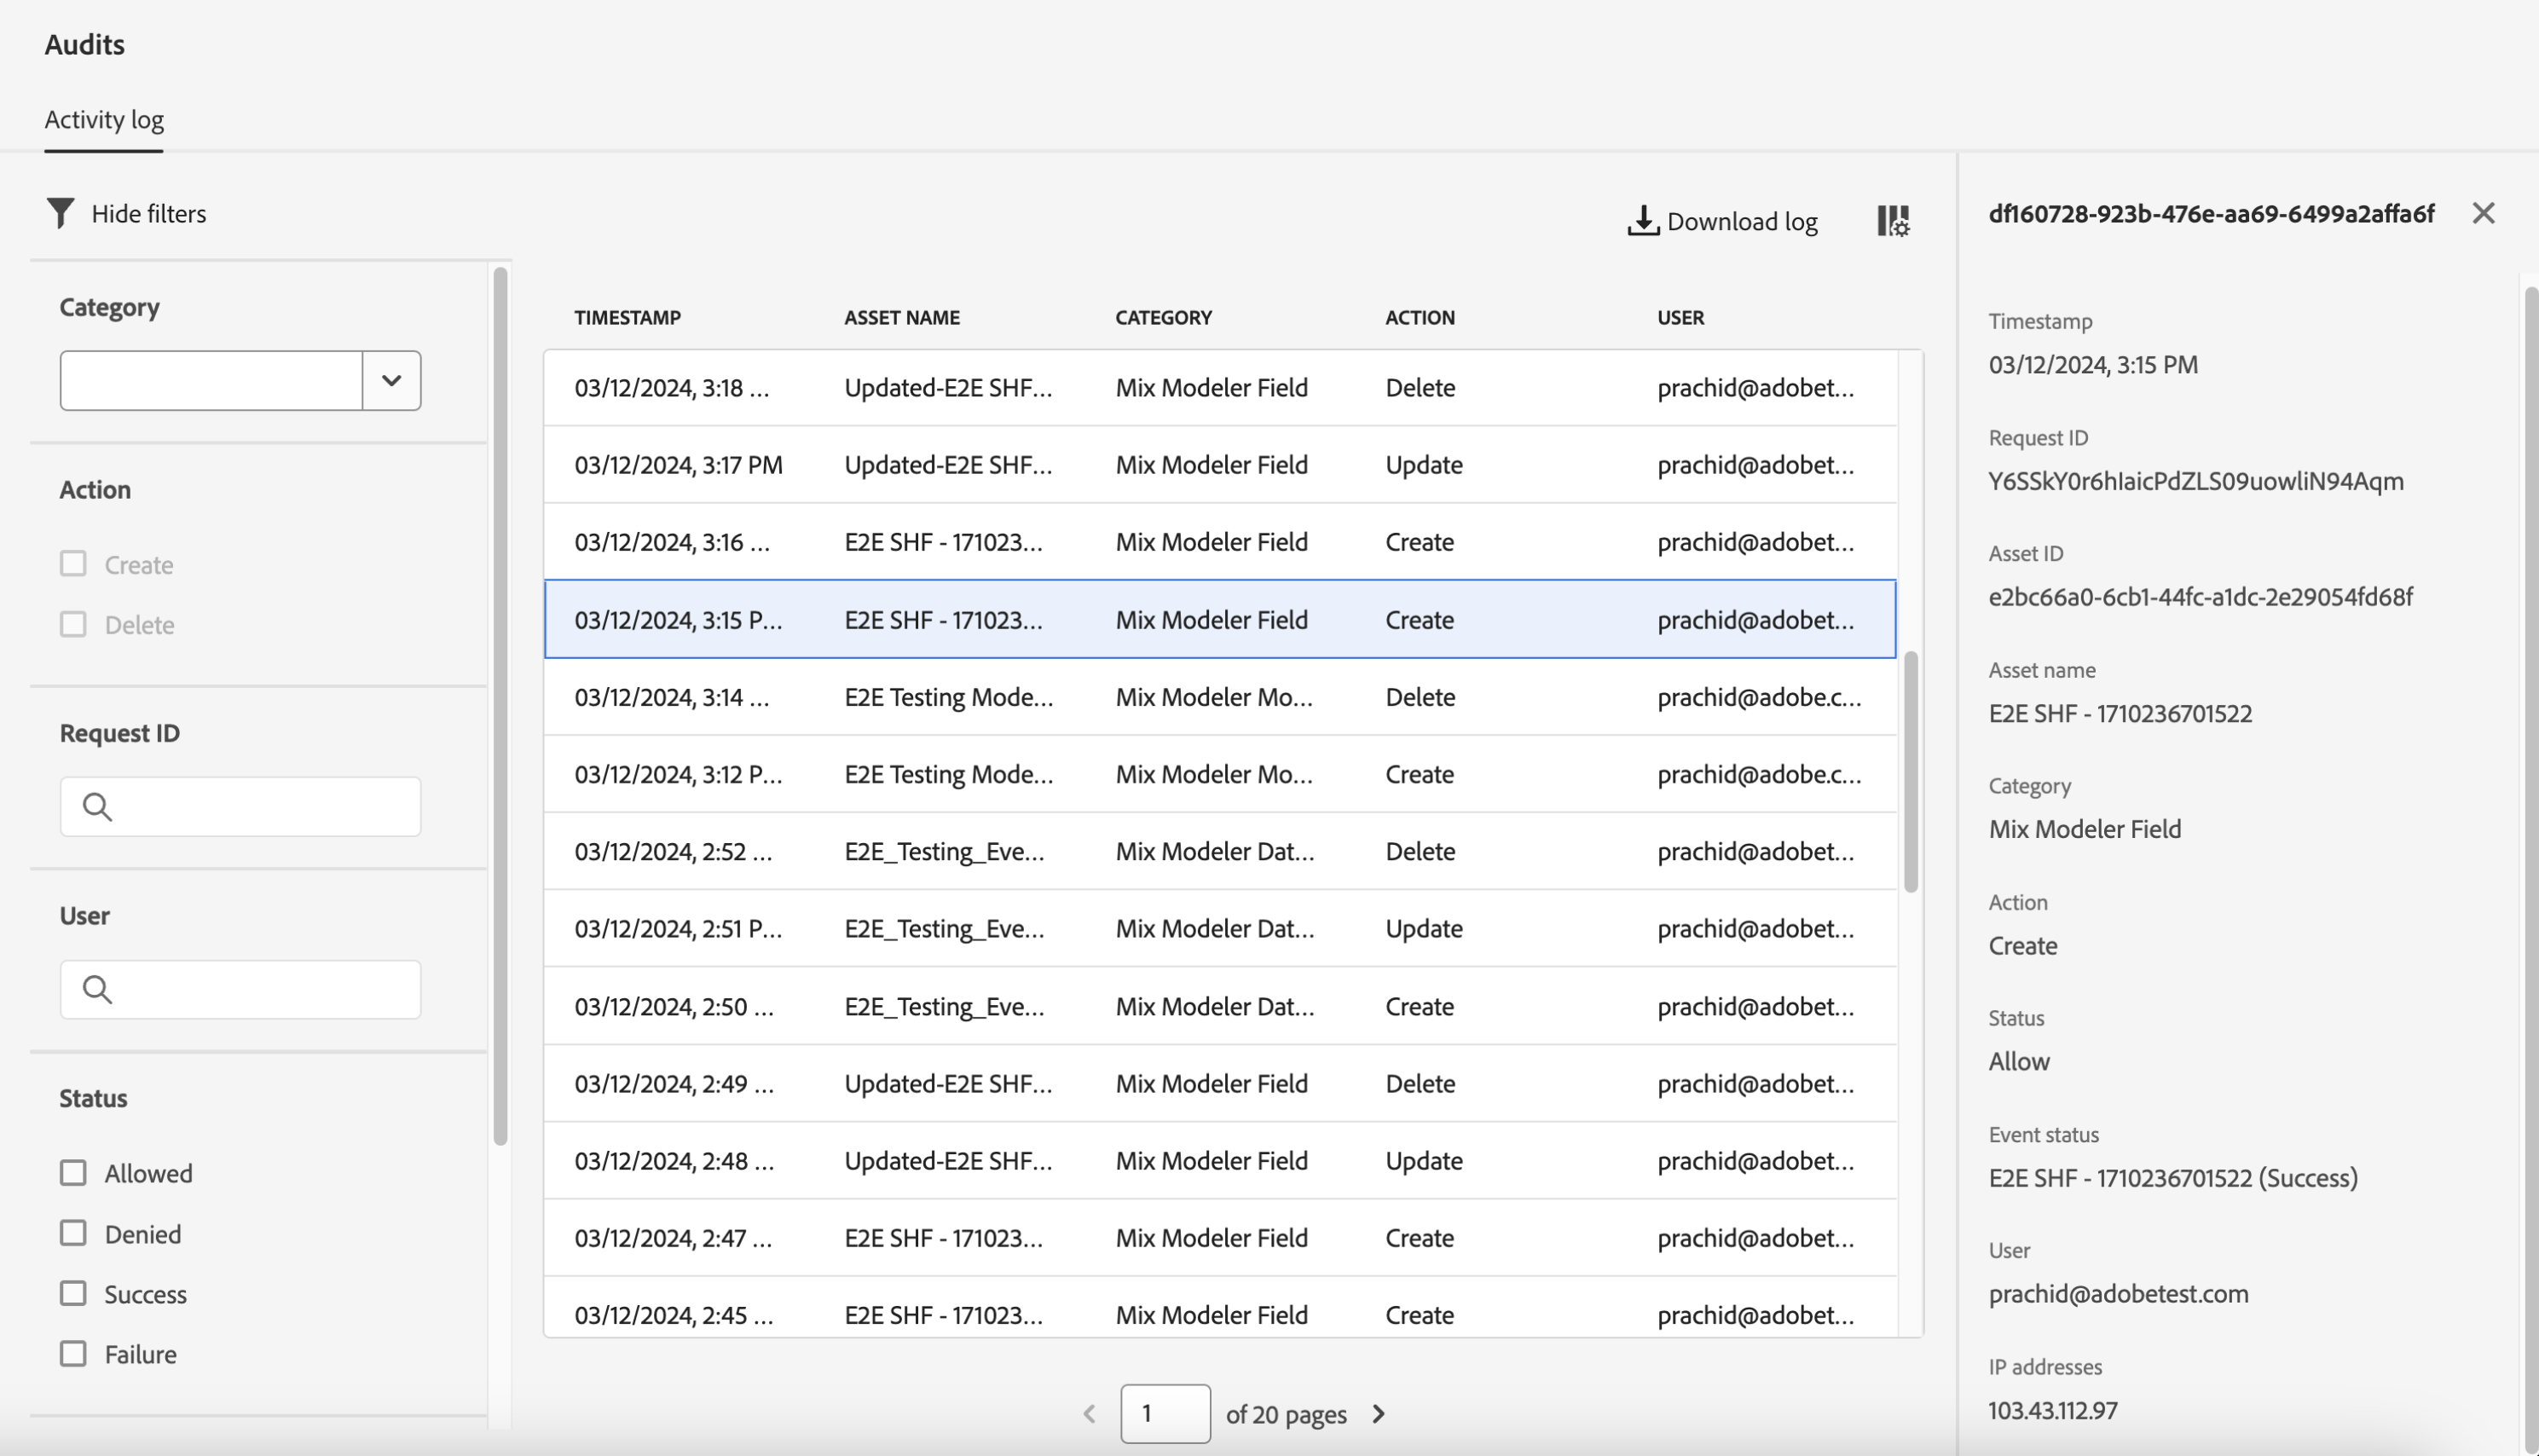 Audits
Activity log
Hide filters
Category
Action
Create
Delete
Request ID
User
Status
Allowed
Denied
Success
Failure
Download log
TIMESTAMP ASSET NAME CATEGORY ACTION USER
03/12/2024, 3:18 ... Updated-E2E SHF... Mix Modeler Field Delete prachid@adobet...
03/12/2024, 3:17 PM Updated-E2E SHF... Mix Modeler Field Update prachid@adobet...
03/12/2024, 3:16 ... E2E SHF - 171023... Mix Modeler Field Create prachid@adobet...
03/12/2024, 3:15 P... E2E SHF - 171023... Mix Modeler Field Create prachid@adobet...
03/12/2024, 3:14 ... E2E Testing Mode... Mix Modeler Mo... Delete prachid@adobe.c...
03/12/2024, 3:12 P... E2E Testing Mode... Mix Modeler Mo... Create prachid@adobe.c...
03/12/2024, 2:52 ... E2E_Testing_Eve... Mix Modeler Dat... Delete prachid@adobet...
03/12/2024, 2:51 P... E2E_Testing_Eve... Mix Modeler Dat... Update prachid@adobet...
03/12/2024, 2:50 ... E2E_Testing_Eve... Mix Modeler Dat... Create prachid@adobet...
03/12/2024, 2:49 ... Updated-E2E SHF... Mix Modeler Field Delete prachid@adobet...
03/12/2024, 2:48 ... Updated-E2E SHF... Mix Modeler Field Update prachid@adobet...
03/12/2024, 2:47 ... E2E SHF - 171023... Mix Modeler Field Create prachid@adobet...
03/12/2024, 2:45 ... E2E SHF - 171023... Mix Modeler Field Create prachid@adobet...
1 of 20 pages
df160728-923b-476e-aa69-6499a2affa6f
Timestamp
03/12/2024, 3:15 PM
Request ID
Y6SSkY0r6hIaicPdZLS09uowliN94Aqm
Asset ID
e2bc66a0-6cb1-44fc-a1dc-2e29054fd68f
Asset name
E2E SHF - 1710236701522
Category
Mix Modeler Field
Action
Create
Status
Allow
Event status
E2E SHF - 1710236701522 (Success)
User
prachid@adobetest.com
IP addresses
103.43.112.97